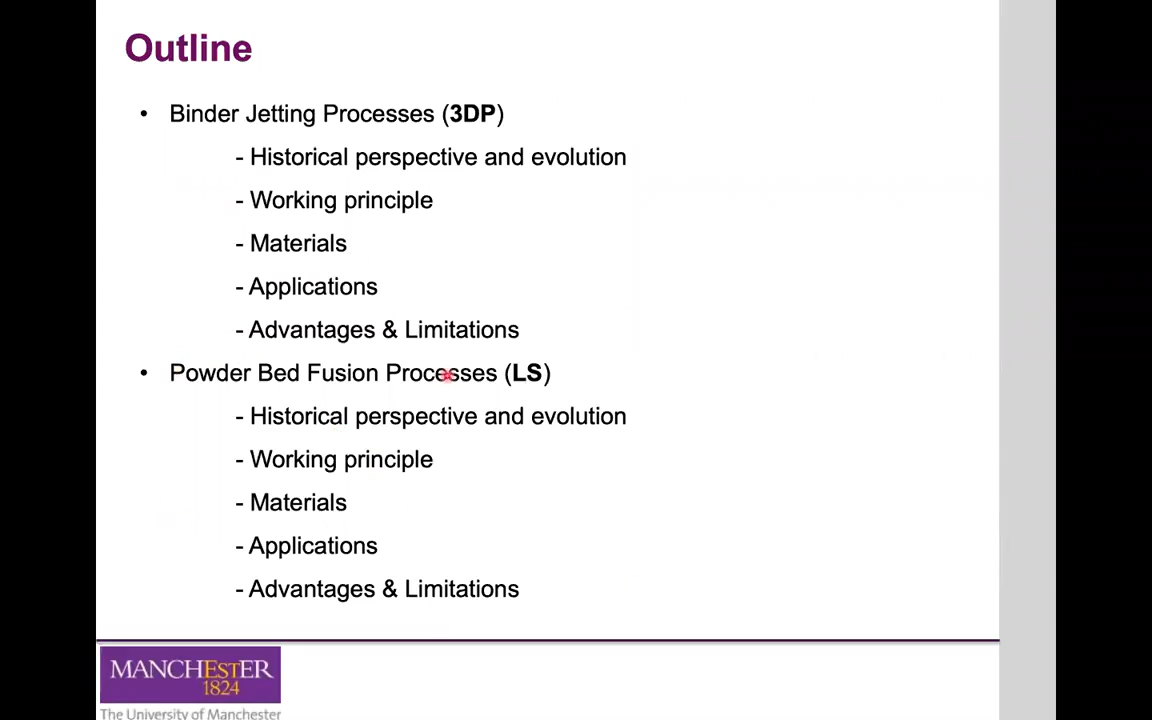 Outline
• Binder Jetting Processes (3DP)
- Historical perspective and evolution
- Working principle
- Materials
- Applications
- Advantages & Limitations
• Powder Bed Fusion Processes (LS)
- Historical perspective and evolution
- Working principle
- Materials
- Applications
- Advantages & Limitations
MANCHESTER
1824
The University of Manchester